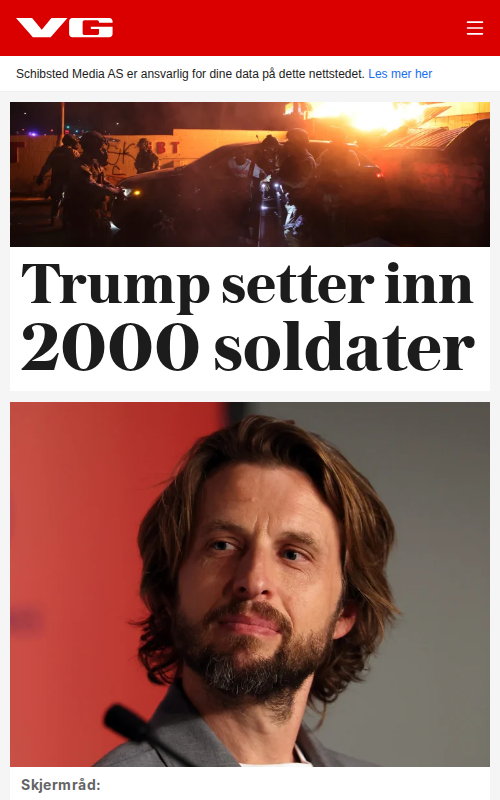 VG
Schibsted Media AS er ansvarlig for dine data på dette nettstedet. Les mer her
BT
Trump setter inn
2000 soldater
Skjermråd: